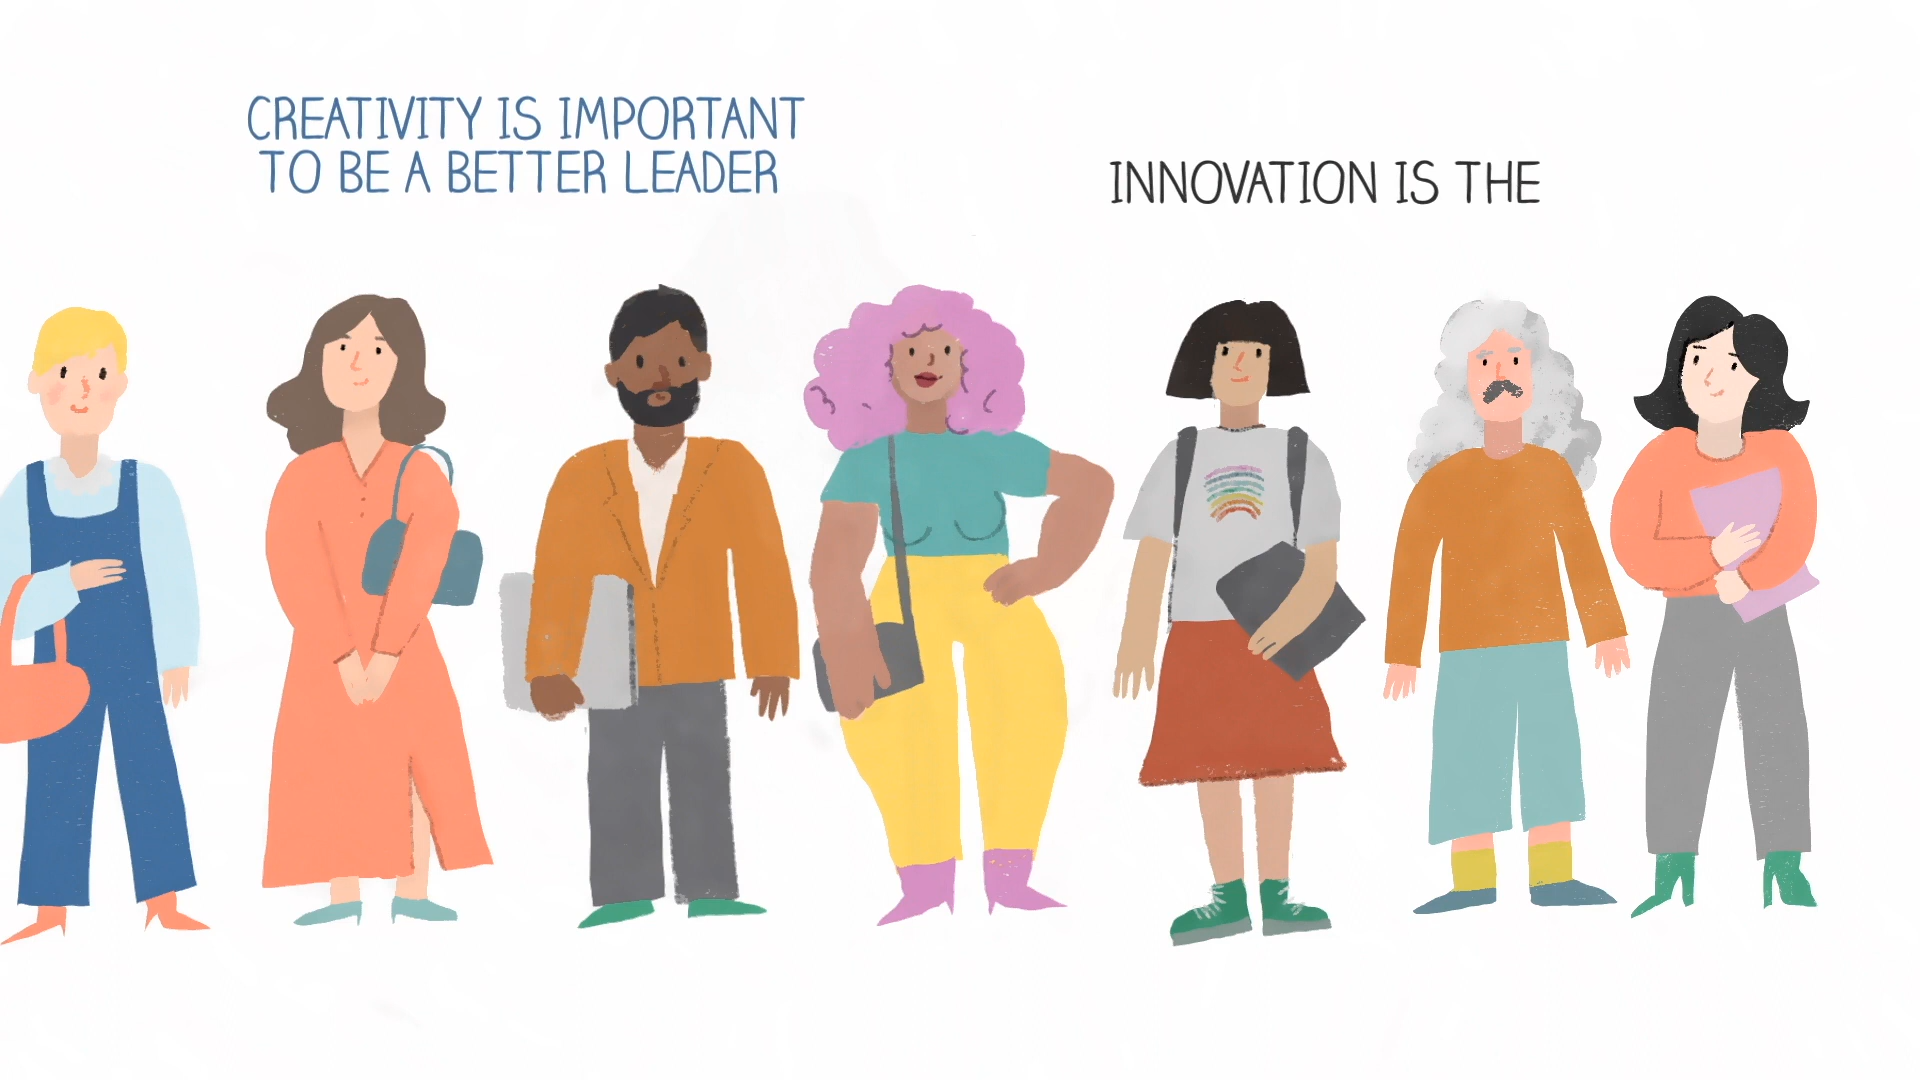 CREATIVITY IS IMPORTANT
TO BE A BETTER LEADER
INNOVATION IS THE